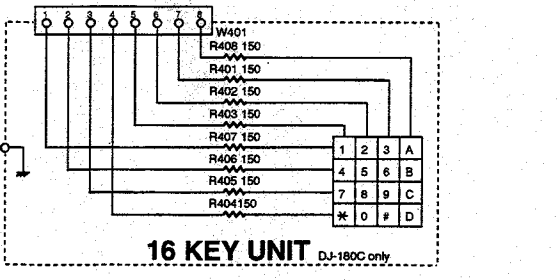 1 2 3 4 5 6 7 8
W401
R408 150
R401 150
R402 150
R403 150
R407 150
R406 150
R405 150
R404150
1 2 3 A
4 5 6 B
7 8 9 C
* 0 # D
16 KEY UNIT DJ-180C only